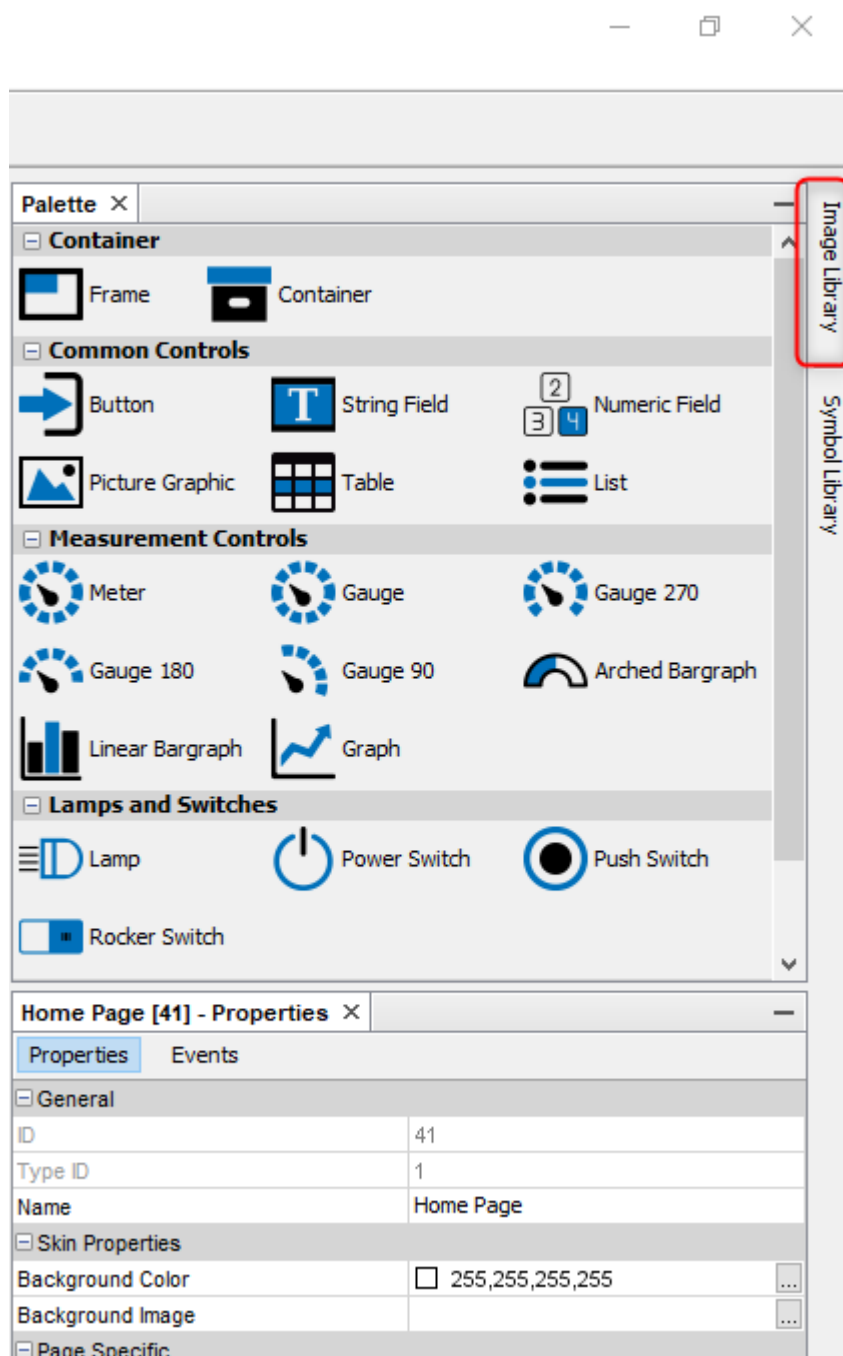 Palette
Container
Frame Container
Common Controls
Button String Field Numeric Field
Picture Graphic Table List
Measurement Controls
Meter Gauge Gauge 270
Gauge 180 Gauge 90 Arched Bargraph
Linear Bargraph Graph
Lamps and Switches
Lamp Power Switch Push Switch
Rocker Switch
Image Library
Symbol Library
Home Page [41] - Properties
Properties Events
General
ID 41
Type ID 1
Name Home Page
Skin Properties
Background Color 255,255,255,255 ...
Background Image ...
Page Specific